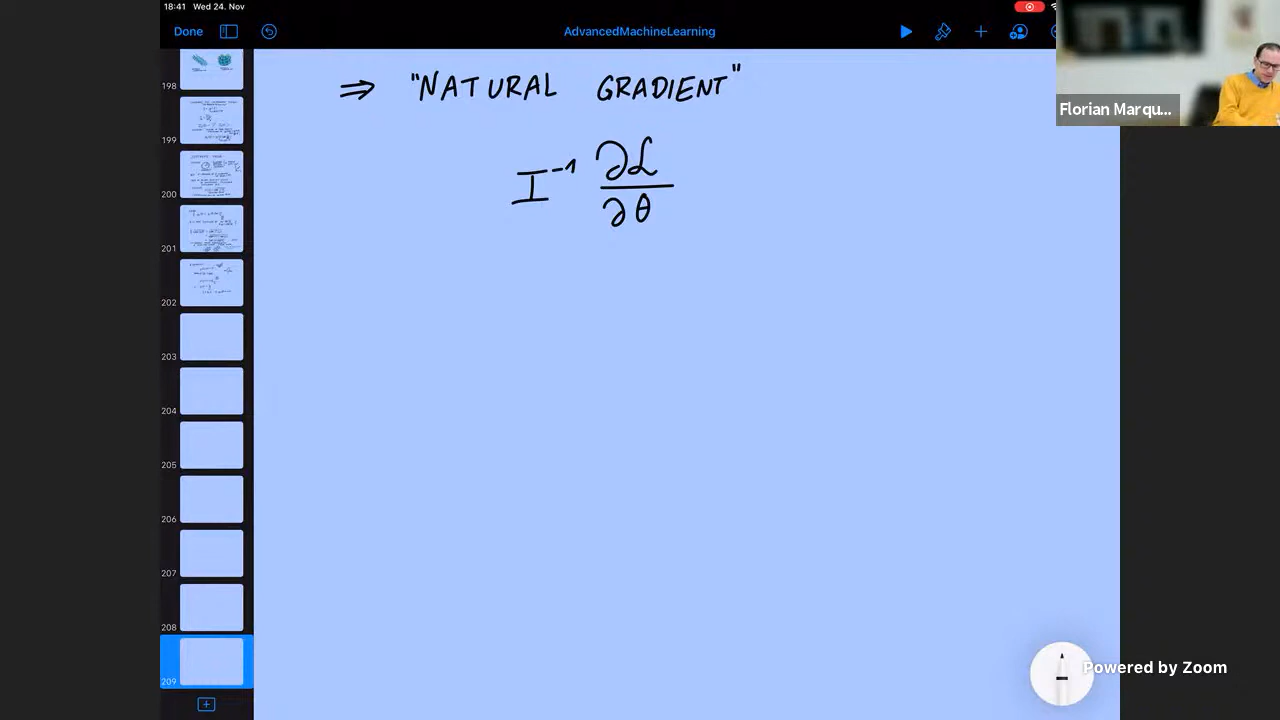 18:41 Wed 24. Nov
Done
AdvancedMachineLearning
⇒ "NATURAL GRADIENT"
I⁻¹ ∂ℒ/∂θ
198
199
200
201
202
203
204
205
206
207
208
209
Florian Marqu...
Powered by Zoom